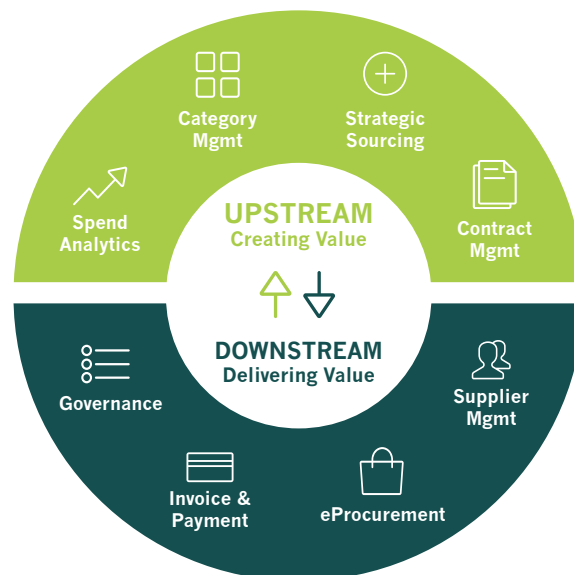 Category
Mgmt
Strategic
Sourcing
Spend
Analytics
UPSTREAM
Creating Value
Contract
Mgmt
DOWNSTREAM
Delivering Value
Governance
Supplier
Mgmt
Invoice &
Payment
eProcurement